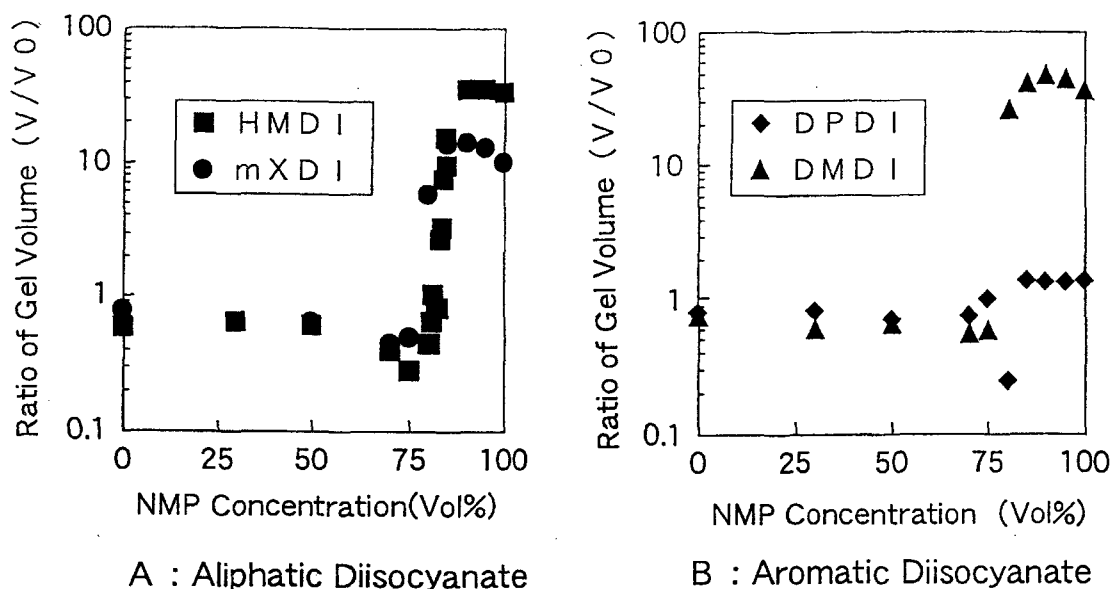 Ratio of Gel Volume (V/V0)
100
10
1
0.1
■ HMDI
● mXDI
0 25 50 75 100
NMP Concentration(Vol%)
A : Aliphatic Diisocyanate
Ratio of Gel Volume (V/V0)
100
10
1
0.1
◆ DPDI
▲ DMDI
0 25 50 75 100
NMP Concentration (Vol%)
B : Aromatic Diisocyanate